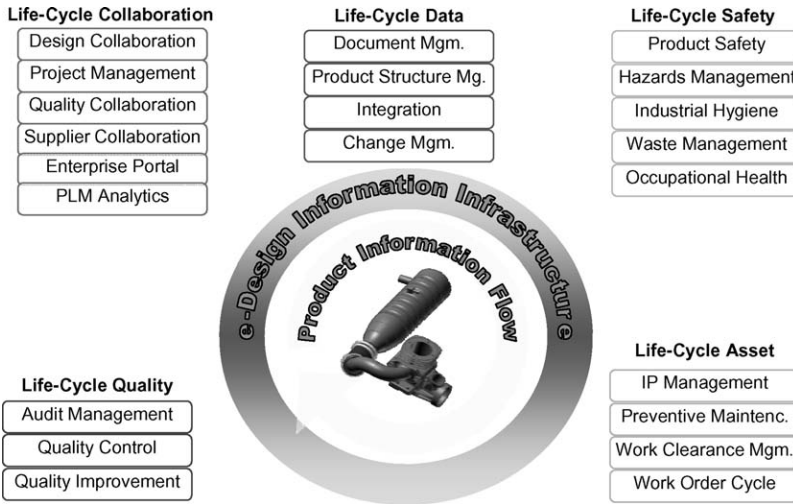 Life-Cycle Collaboration
Design Collaboration
Project Management
Quality Collaboration
Supplier Collaboration
Enterprise Portal
PLM Analytics
Life-Cycle Data
Document Mgm.
Product Structure Mg.
Integration
Change Mgm.
Life-Cycle Safety
Product Safety
Hazards Management
Industrial Hygiene
Waste Management
Occupational Health
e-Design Information Infrastructure
Product Information Flow
Life-Cycle Quality
Audit Management
Quality Control
Quality Improvement
Life-Cycle Asset
IP Management
Preventive Maintenc.
Work Clearance Mgm.
Work Order Cycle